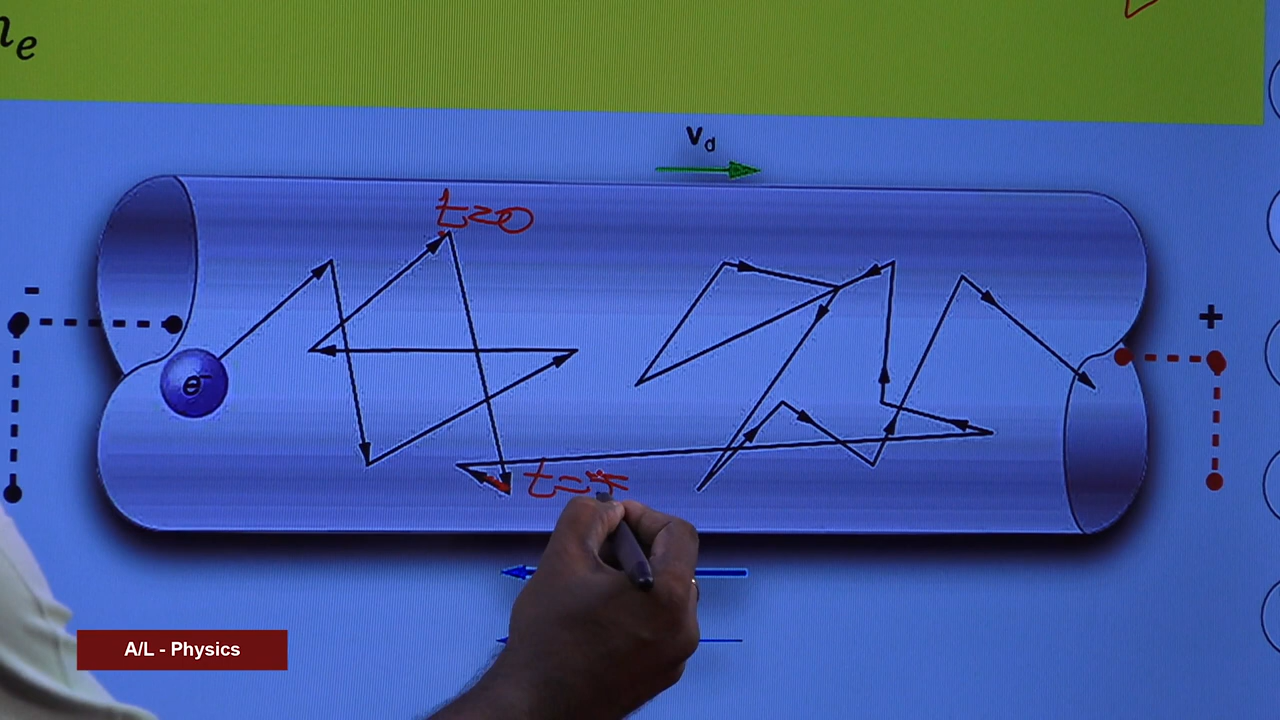 v_d
t=0
-
+
e⁻
A/L - Physics